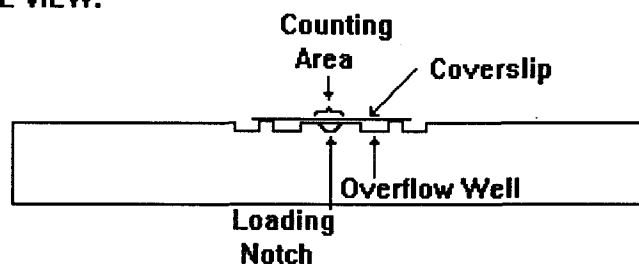 VIEW:
Counting
Area
Coverslip
Overflow Well
Loading
Notch